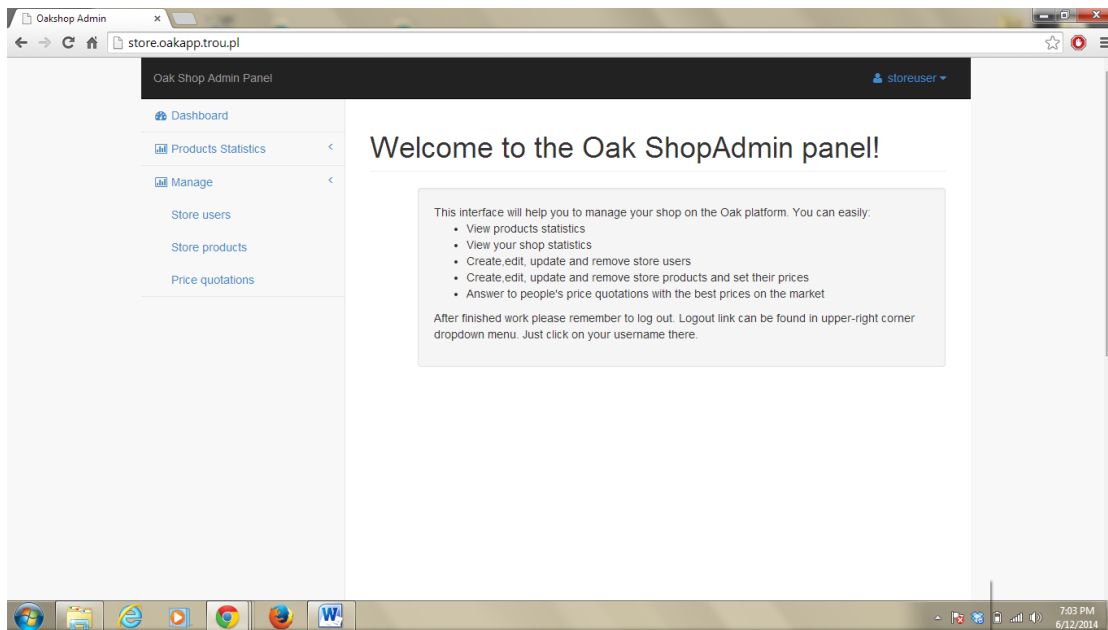 Oakshop Admin
store.oakapp.trou.pl
Oak Shop Admin Panel
storeuser
Dashboard
Products Statistics
Manage
Store users
Store products
Price quotations
Welcome to the Oak ShopAdmin panel!
This interface will help you to manage your shop on the Oak platform. You can easily:
• View products statistics
• View your shop statistics
• Create,edit, update and remove store users
• Create,edit, update and remove store products and set their prices
• Answer to people's price quotations with the best prices on the market
After finished work please remember to log out. Logout link can be found in upper-right corner
dropdown menu. Just click on your username there.
7:03 PM
6/12/2014